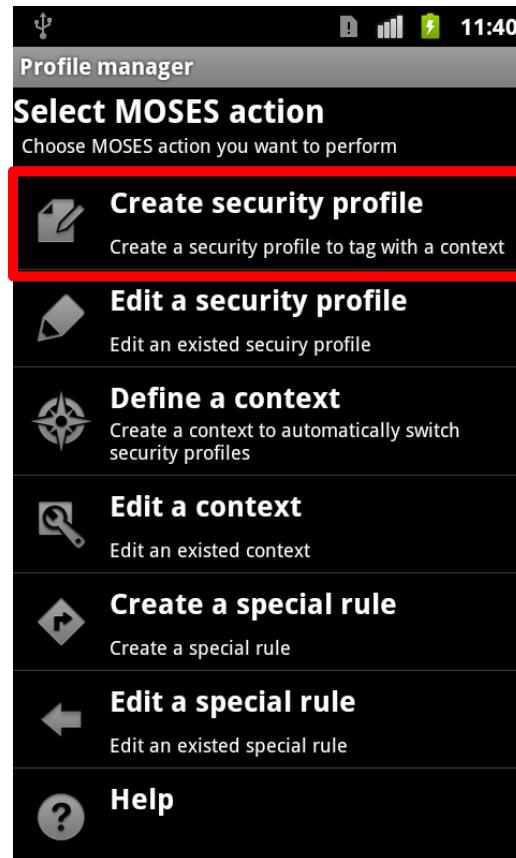 11:40
Profile manager
Select MOSES action
Choose MOSES action you want to perform
Create security profile
Create a security profile to tag with a context
Edit a security profile
Edit an existed secuiry profile
Define a context
Create a context to automatically switch
security profiles
Edit a context
Edit an existed context
Create a special rule
Create a special rule
Edit a special rule
Edit an existed special rule
Help